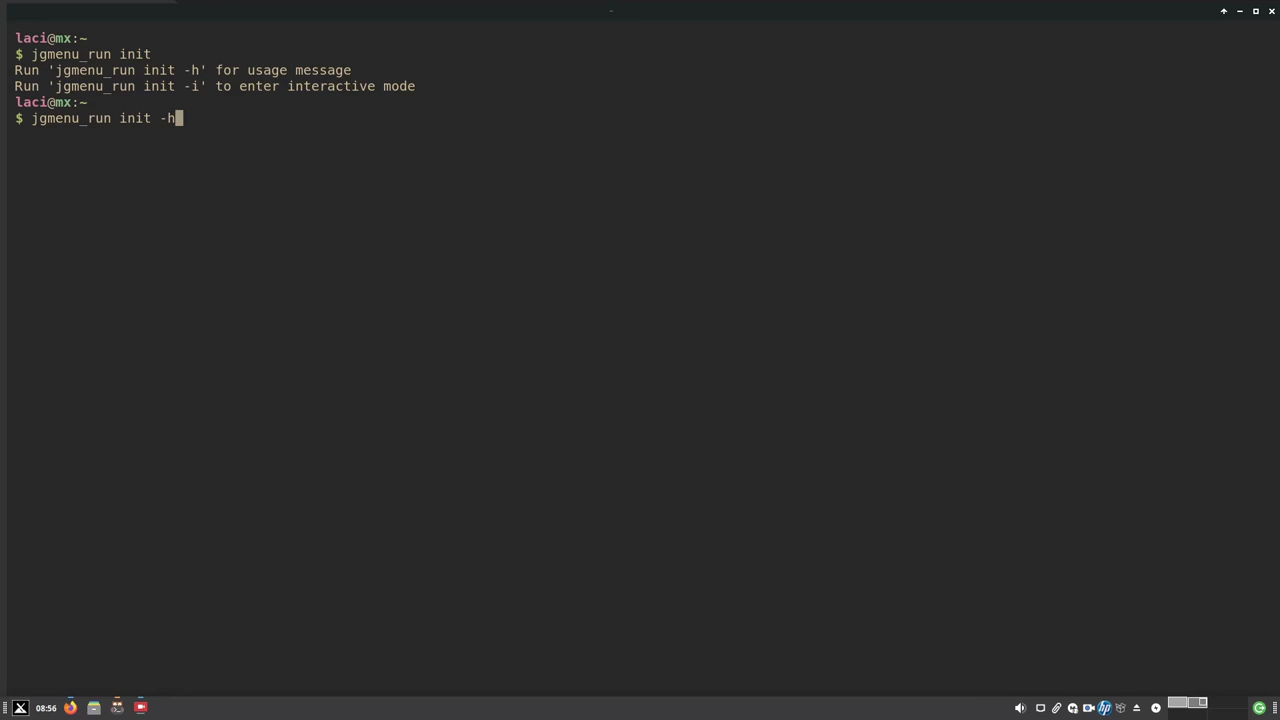 ~
laci@mx:~
$ jgmenu_run init
Run 'jgmenu_run init -h' for usage message
Run 'jgmenu_run init -i' to enter interactive mode
laci@mx:~
$ jgmenu_run init -h
08:56
hp